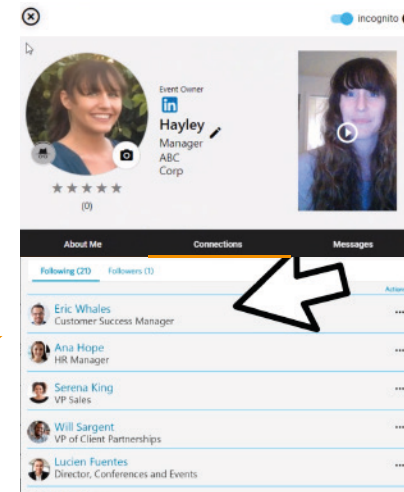 incognito
Event Owner
in
Hayley
Manager
ABC
Corp
(0)
About Me
Connections
Messages
Following (21)
Followers (1)
Eric Whales
Customer Success Manager
Ana Hope
HR Manager
Serena King
VP Sales
Will Sargent
VP of Client Partnerships
Lucien Fuentes
Director, Conferences and Events